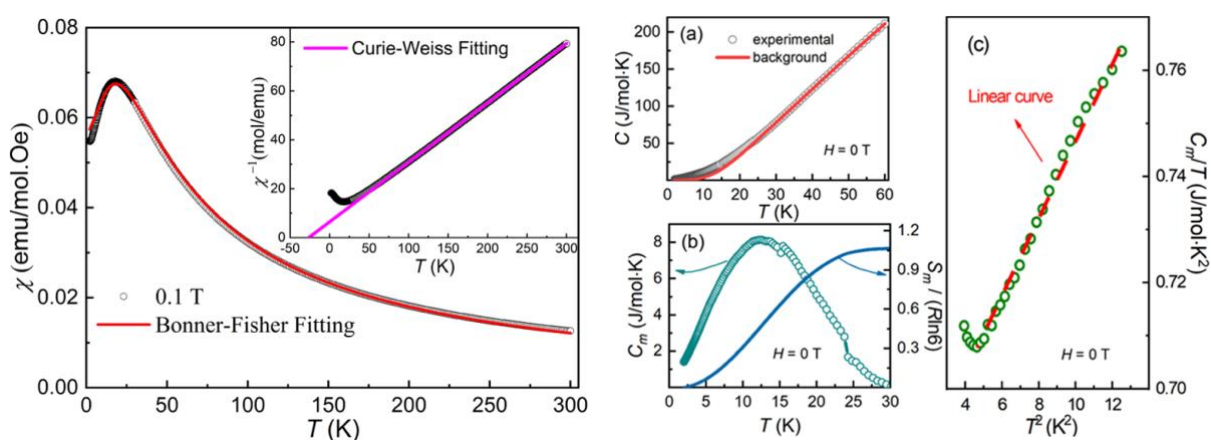 0.08
0.06
0.04
0.02
0.00
χ (emu/mol.Oe)
0 50 100 150 200 250 300
T (K)
0.1 T
Bonner-Fisher Fitting
80
60
40
20
0
χ⁻¹(mol/emu)
Curie-Weiss Fitting
-50 0 50 100 150 200 250 300
T (K)
(a)
200
150
100
50
C (J/mol·K)
experimental
background
H = 0 T
0 10 20 30 40 50 60
T (K)
(b)
8
6
4
2
Cₘ (J/mol·K)
1.2
1.0
0.6
0.3
Sₘ / (Rln6)
H = 0 T
0 5 10 15 20 25 30
T (K)
(c)
Linear curve
H = 0 T
0.76
0.74
0.72
0.70
Cₘ/T (J/mol·K²)
4 6 8 10 12
T² (K²)